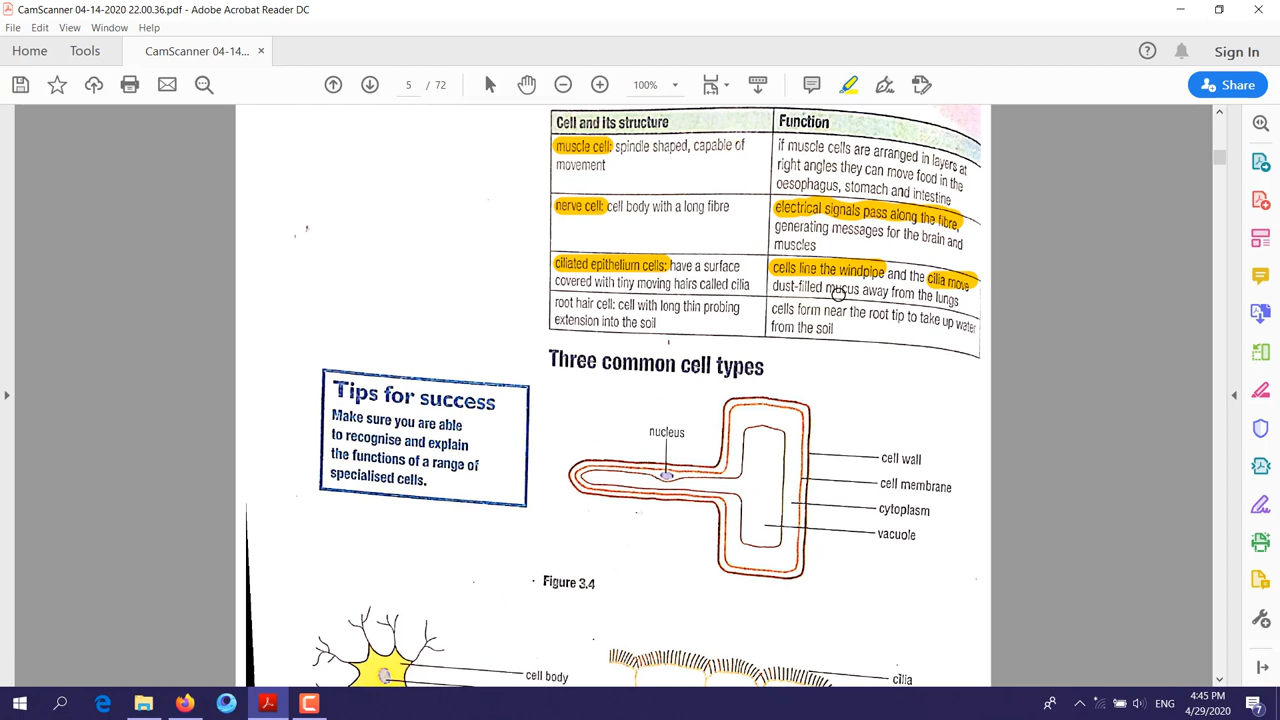 CamScanner 04-14-2020 22.00.36.pdf - Adobe Acrobat Reader DC
File Edit View Window Help
Home Tools CamScanner 04-14... × Sign In
5 / 72 100% Share
Cell and its structure Function
muscle cell: spindle shaped, capable of
movement
if muscle cells are arranged in layers at
right angles they can move food in the
oesophagus, stomach and intestine
nerve cell: cell body with a long fibre
electrical signals pass along the fibre,
generating messages for the brain and
muscles
ciliated epithelium cells: have a surface
covered with tiny moving hairs called cilia
cells line the windpipe and the cilia move
dust-filled mucus away from the lungs
root hair cell: cell with long thin probing
extension into the soil
cells form near the root tip to take up water
from the soil
Three common cell types
Tips for success
Make sure you are able
to recognise and explain
the functions of a range of
specialised cells.
nucleus
cell wall
cell membrane
cytoplasm
vacuole
Figure 3.4
cell body
cilia
ENG
4:45 PM
4/29/2020
7